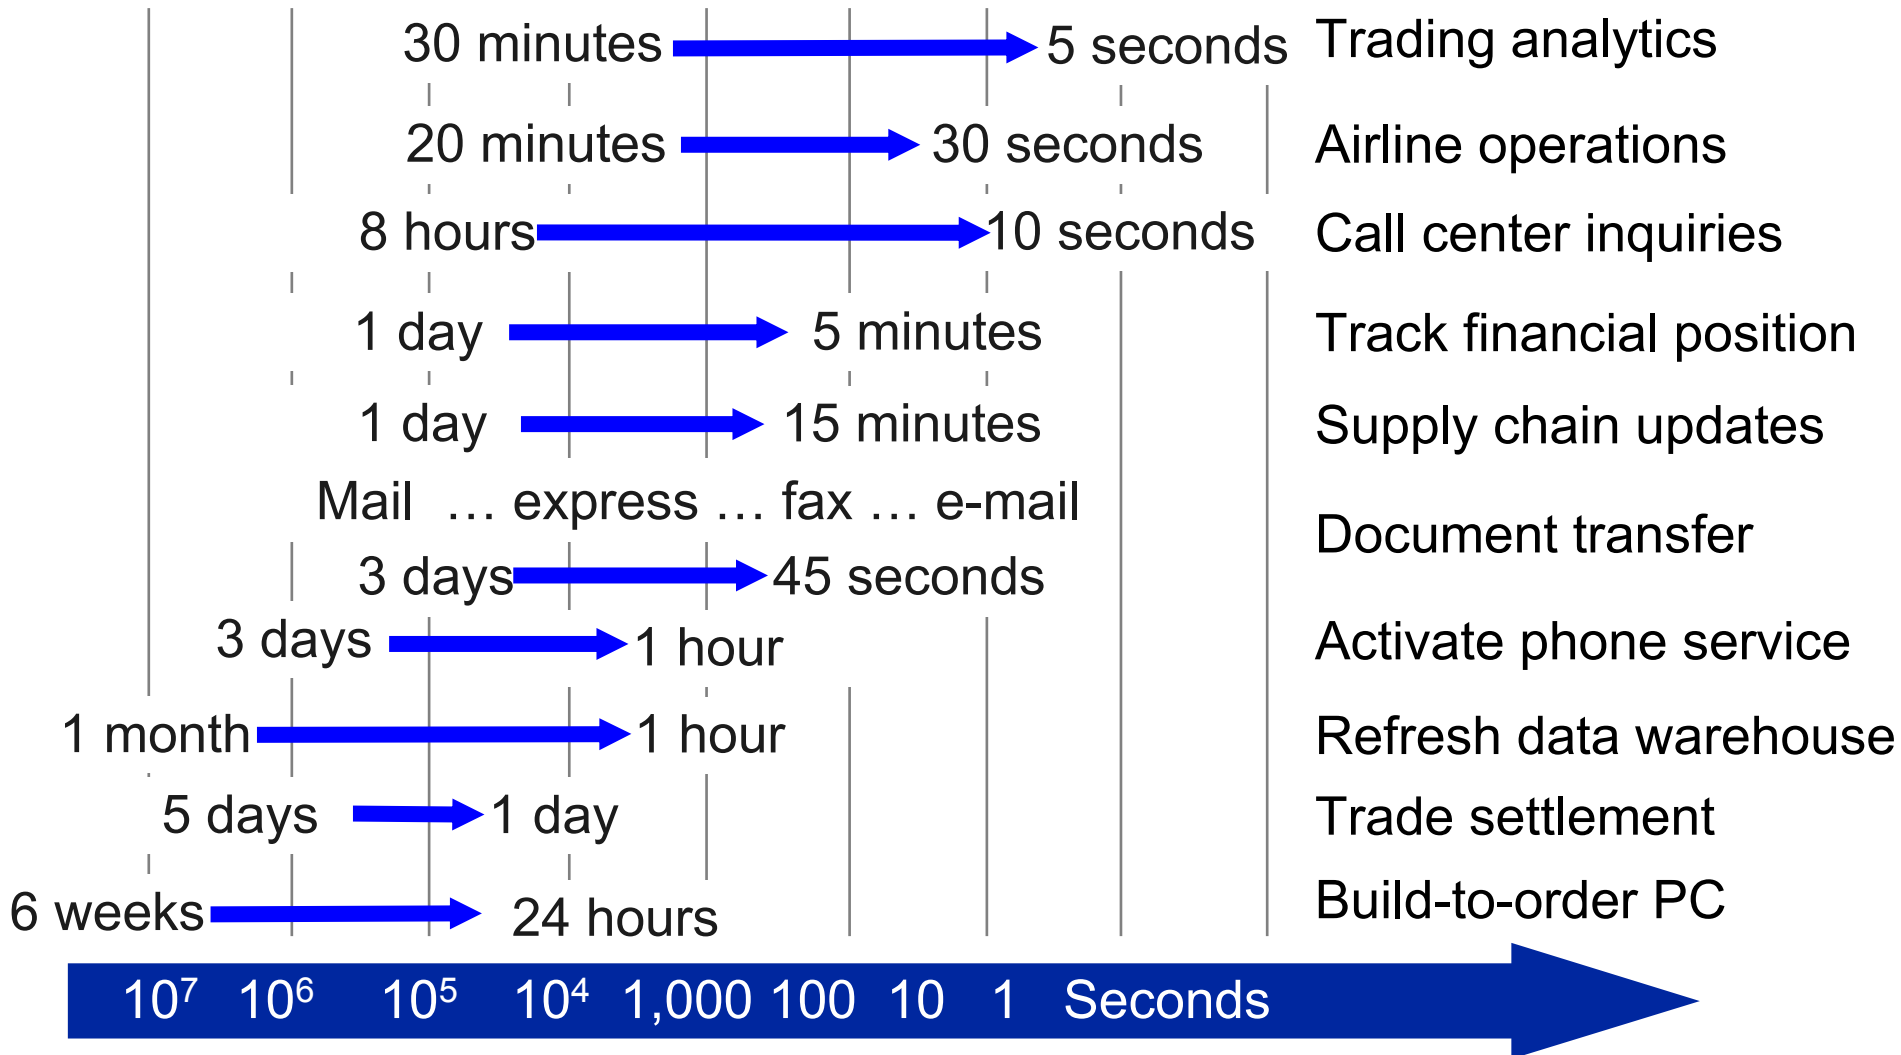 30 minutes 5 seconds Trading analytics
20 minutes 30 seconds Airline operations
8 hours 10 seconds Call center inquiries
1 day 5 minutes Track financial position
1 day 15 minutes Supply chain updates
Mail … express … fax … e-mail
Document transfer
3 days 45 seconds
3 days 1 hour Activate phone service
1 month 1 hour Refresh data warehouse
5 days 1 day Trade settlement
6 weeks 24 hours Build-to-order PC
10⁷ 10⁶ 10⁵ 10⁴ 1,000 100 10 1 Seconds